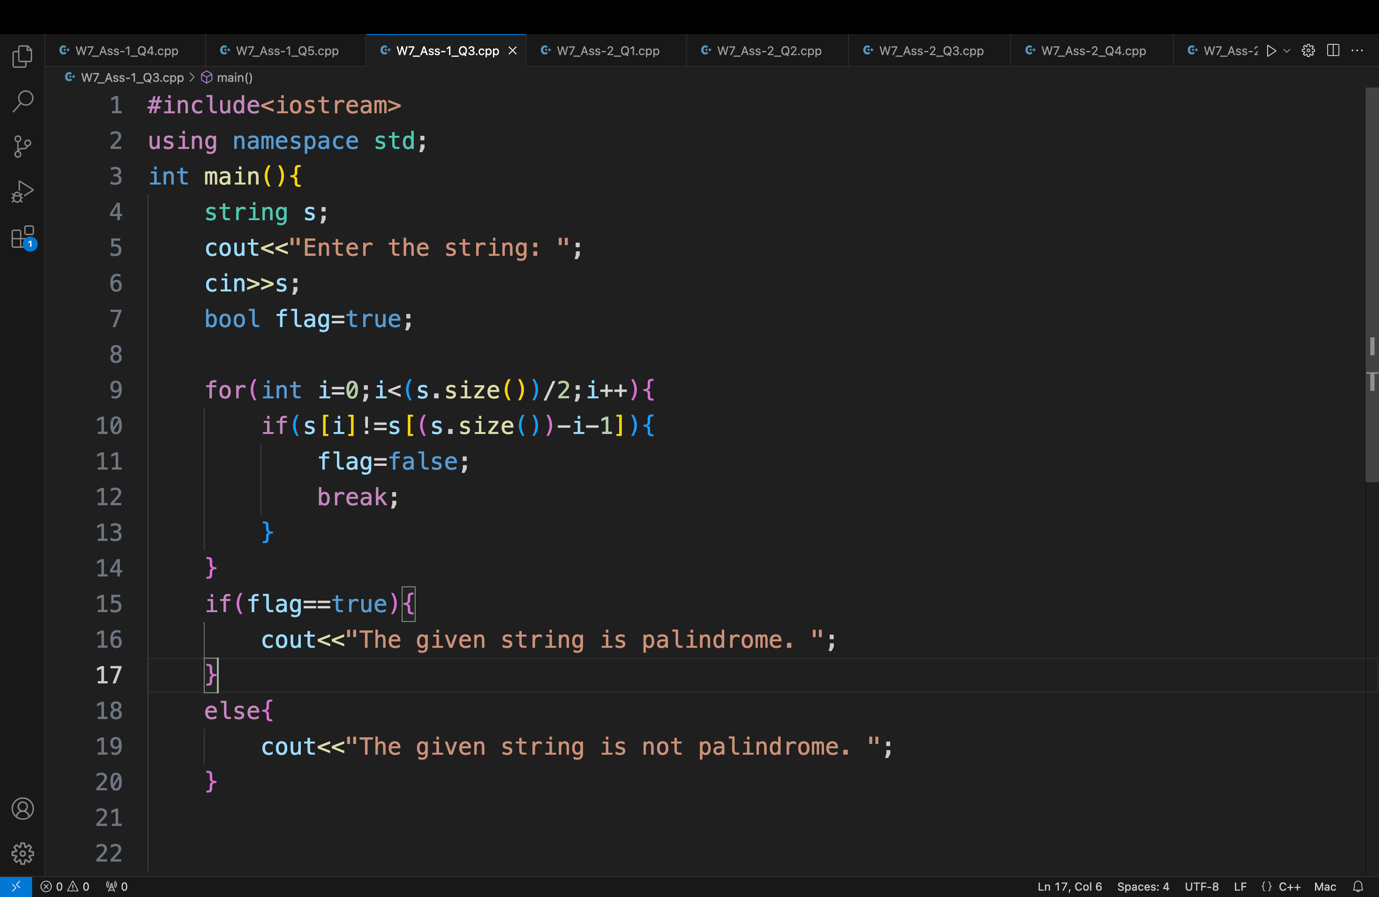 W7_Ass-1_Q4.cpp W7_Ass-1_Q5.cpp W7_Ass-1_Q3.cpp W7_Ass-2_Q1.cpp W7_Ass-2_Q2.cpp W7_Ass-2_Q3.cpp W7_Ass-2_Q4.cpp W7_Ass-2
W7_Ass-1_Q3.cpp > main()
1 #include<iostream>
2 using namespace std;
3 int main(){
4     string s;
5     cout<<"Enter the string: ";
6     cin>>s;
7     bool flag=true;
8
9     for(int i=0;i<(s.size())/2;i++){
10         if(s[i]!=s[(s.size())-i-1]){
11             flag=false;
12             break;
13         }
14     }
15     if(flag==true){
16         cout<<"The given string is palindrome. ";
17     }
18     else{
19         cout<<"The given string is not palindrome. ";
20     }
21
22
1
0 0 0 Ln 17, Col 6 Spaces: 4 UTF-8 LF {} C++ Mac